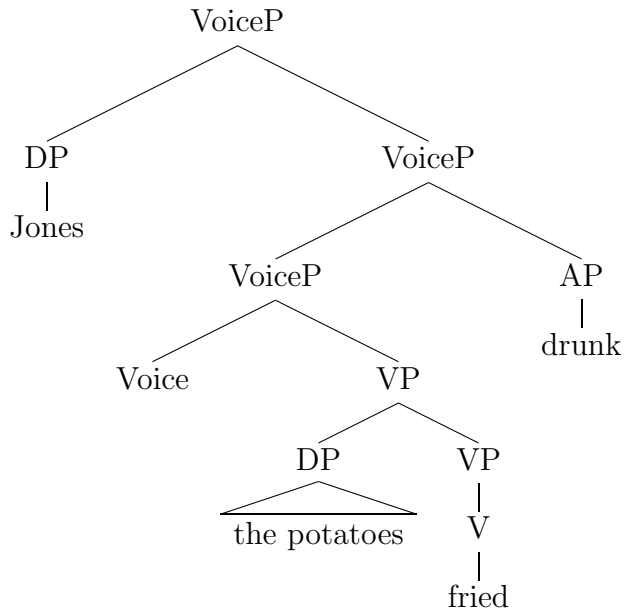 VoiceP
DP VoiceP
Jones
VoiceP AP
drunk
Voice VP
DP VP
the potatoes V
fried